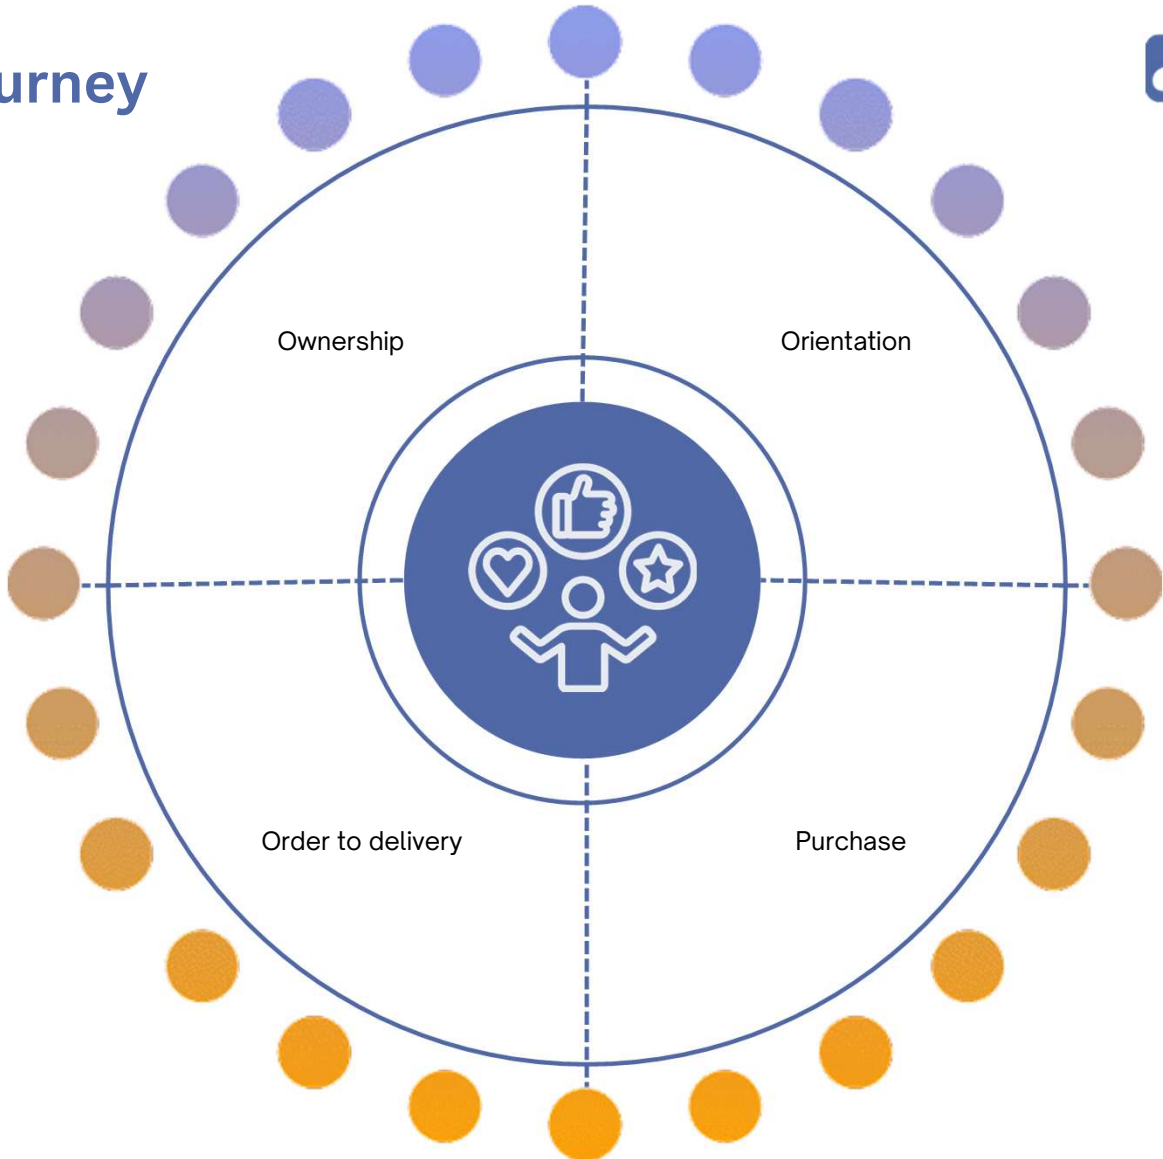 urney
Ownership
Orientation
Order to delivery
Purchase